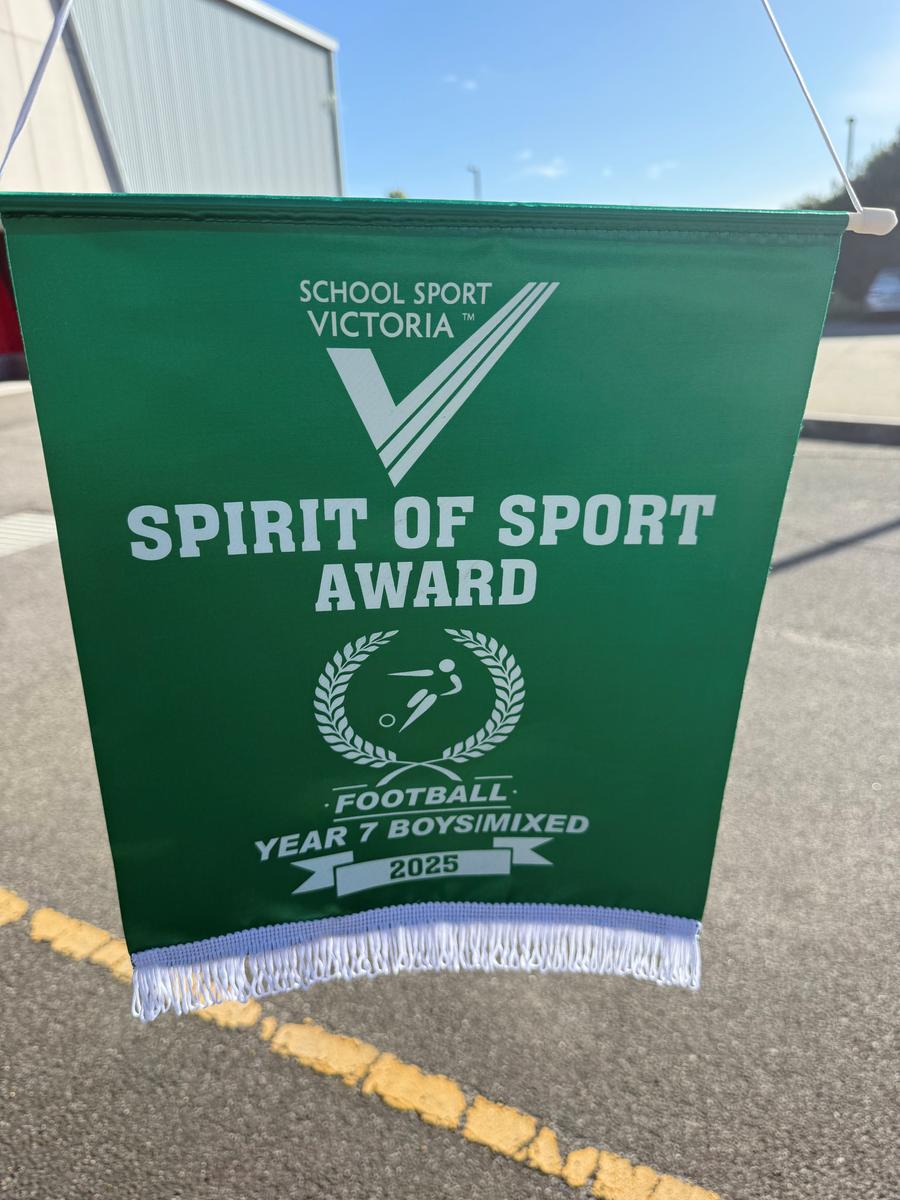 SCHOOL SPORT
VICTORIA™
SPIRIT OF SPORT
AWARD
·FOOTBALL·
YEAR 7 BOYS/MIXED
2025